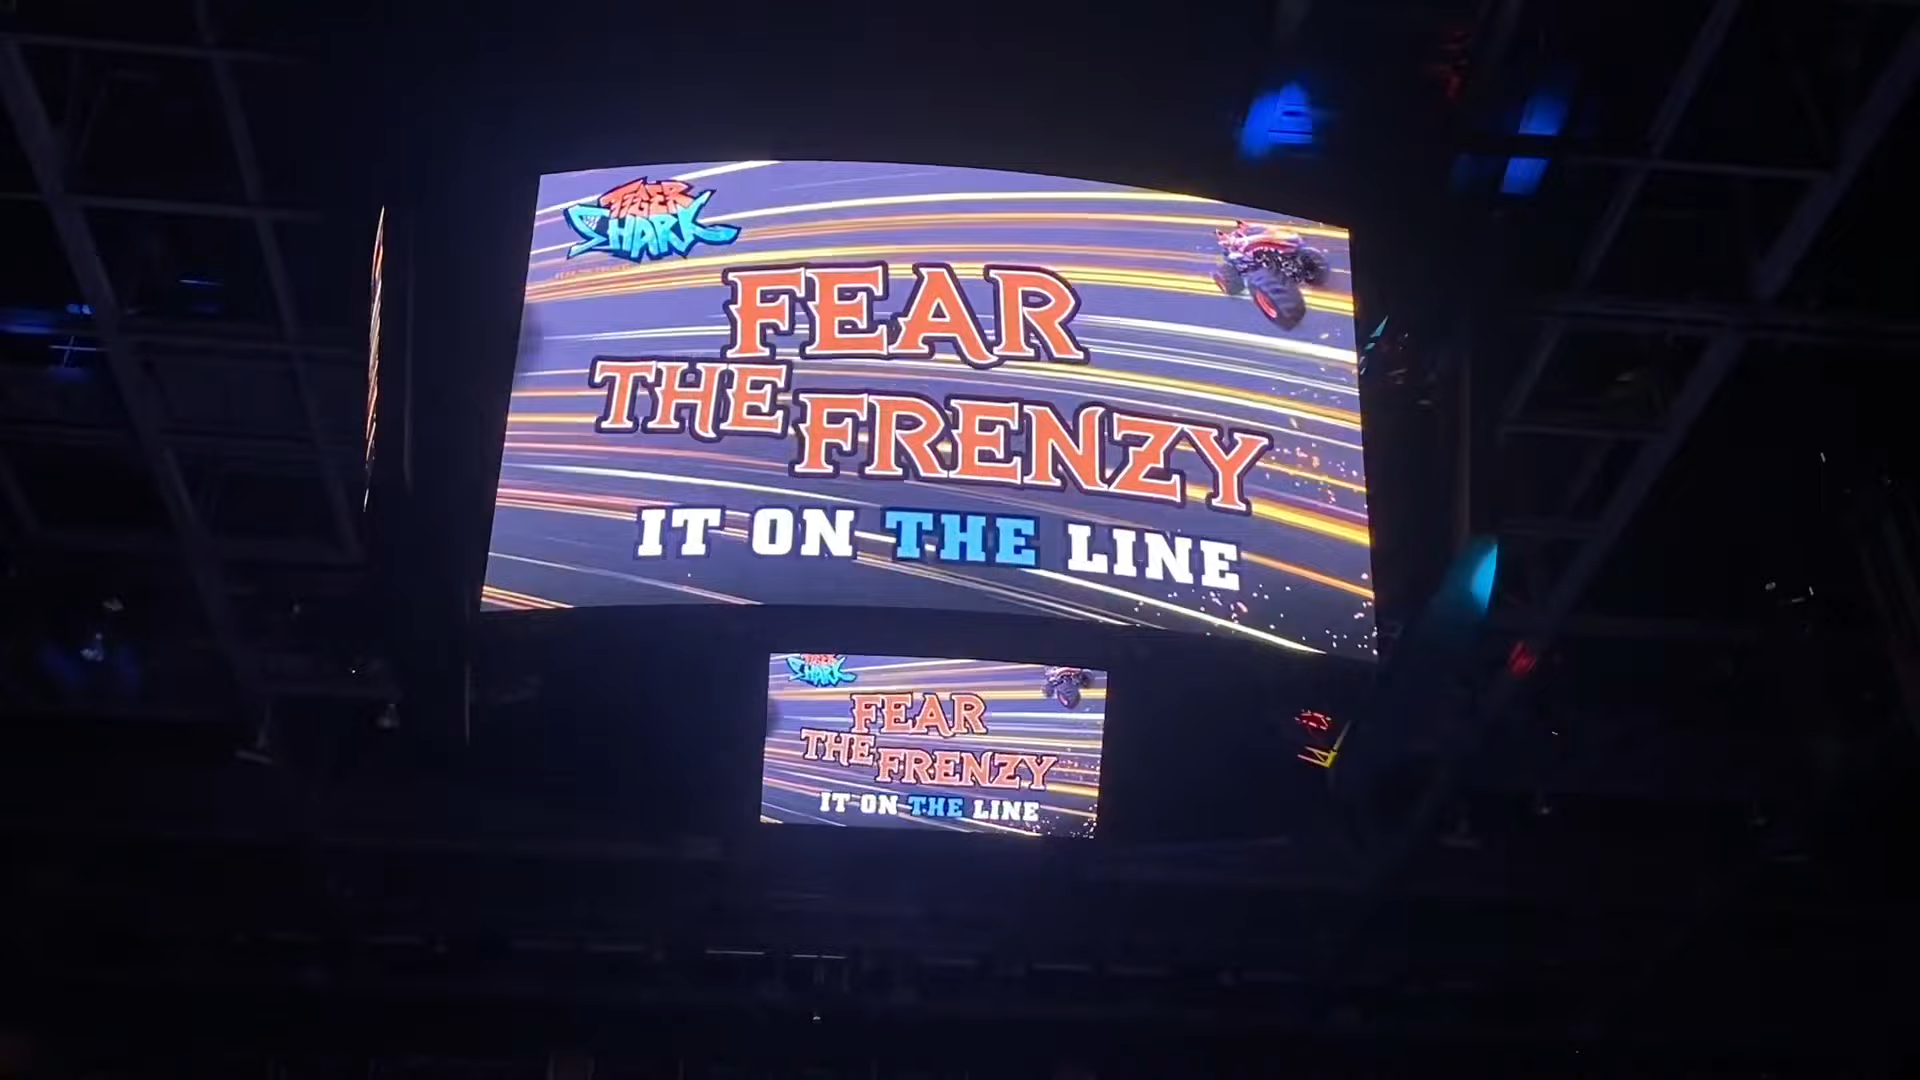 TIGER
SHARK
FEAR
THE FRENZY
IT ON THE LINE
TIGER
SHARK
FEAR
THE FRENZY
IT ON THE LINE